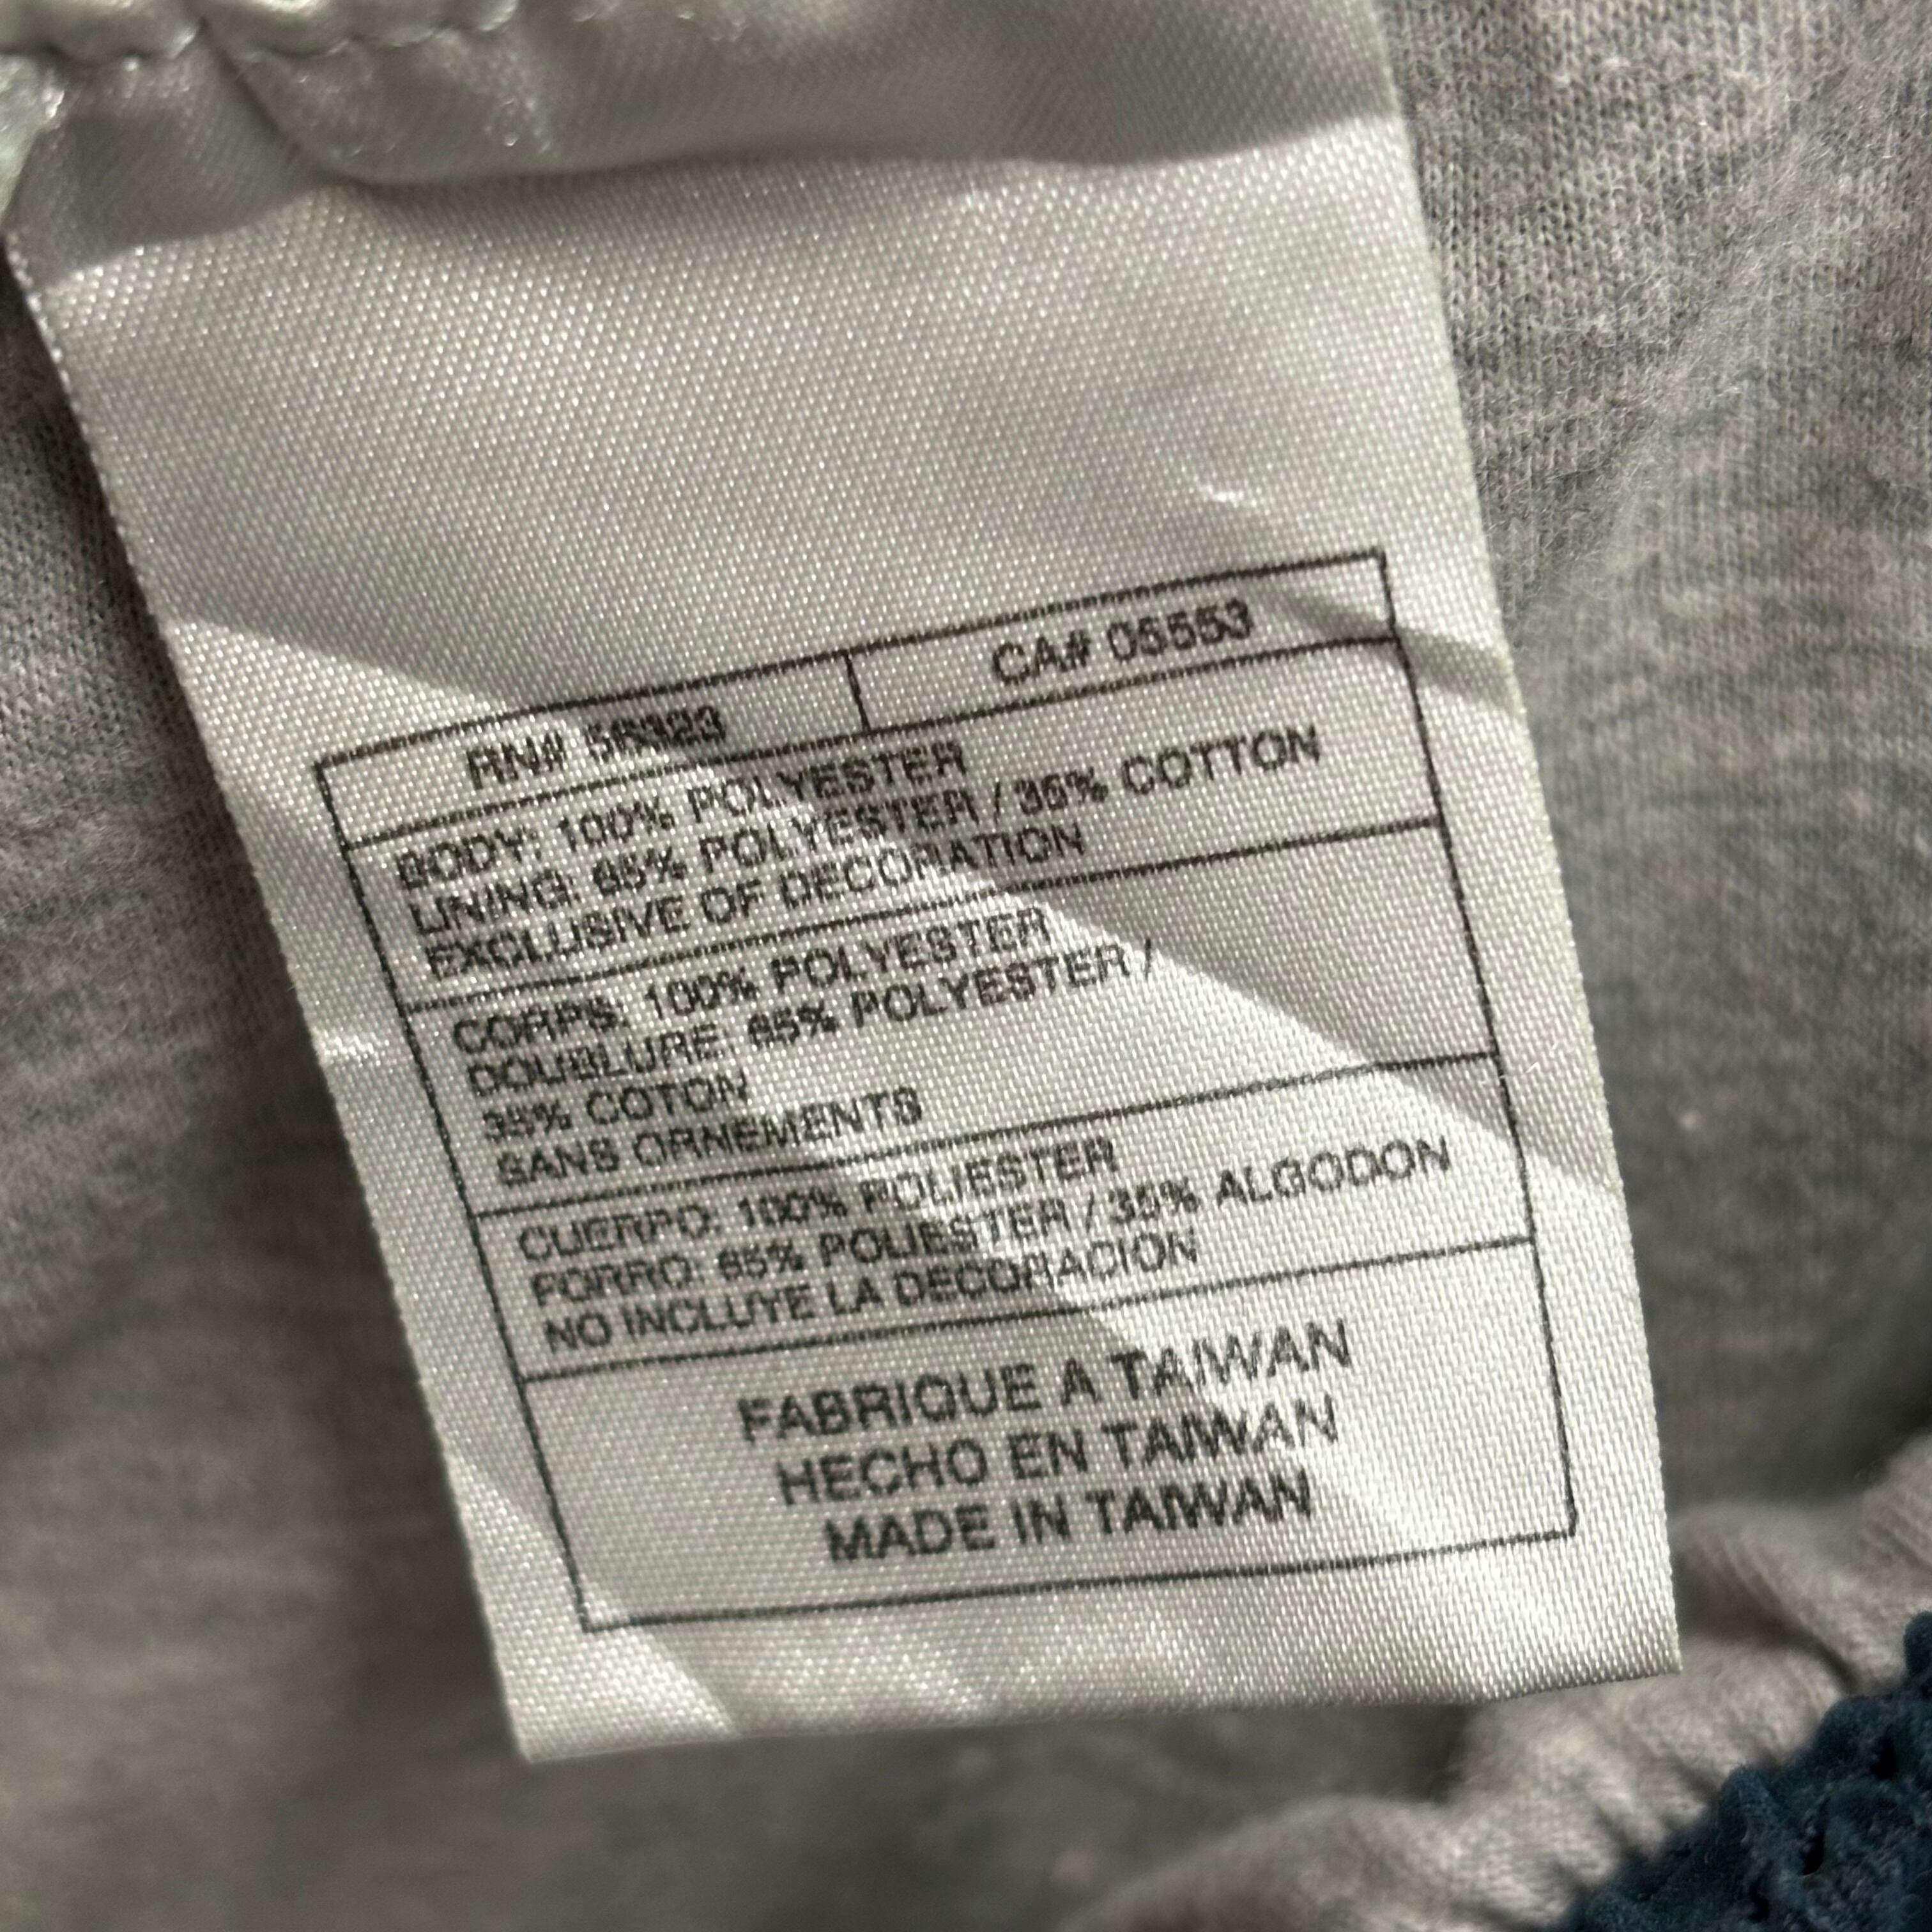 RN# 56323
CA# 05553
BODY: 100% POLYESTER
LINING: 65% POLYESTER / 35% COTTON
EXCLUSIVE OF DECORATION
CORPS: 100% POLYESTER
DOUBLURE: 65% POLYESTER /
35% COTON
SANS ORNEMENTS
CUERPO: 100% POLIESTER
FORRO: 65% POLIESTER / 35% ALGODON
NO INCLUYE LA DECORACION
FABRIQUE A TAIWAN
HECHO EN TAIWAN
MADE IN TAIWAN